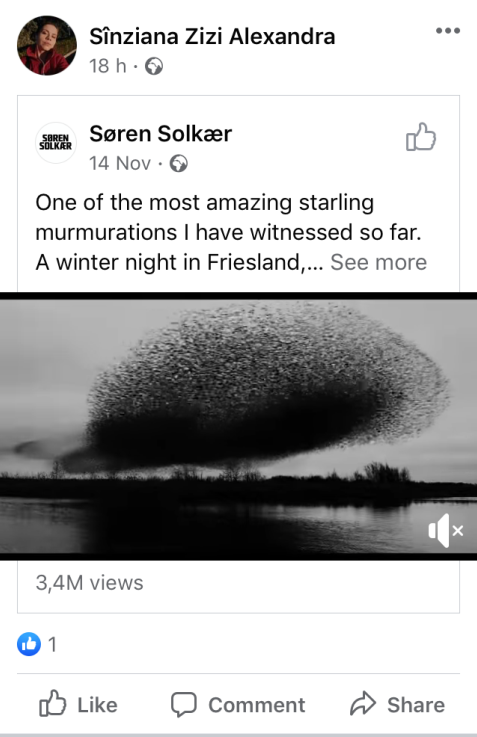 Sînziana Zizi Alexandra
18 h ·
SØREN
SOLKÆR
Søren Solkær
14 Nov ·
One of the most amazing starling
murmurations I have witnessed so far.
A winter night in Friesland,... See more
3,4M views
1
Like
Comment
Share